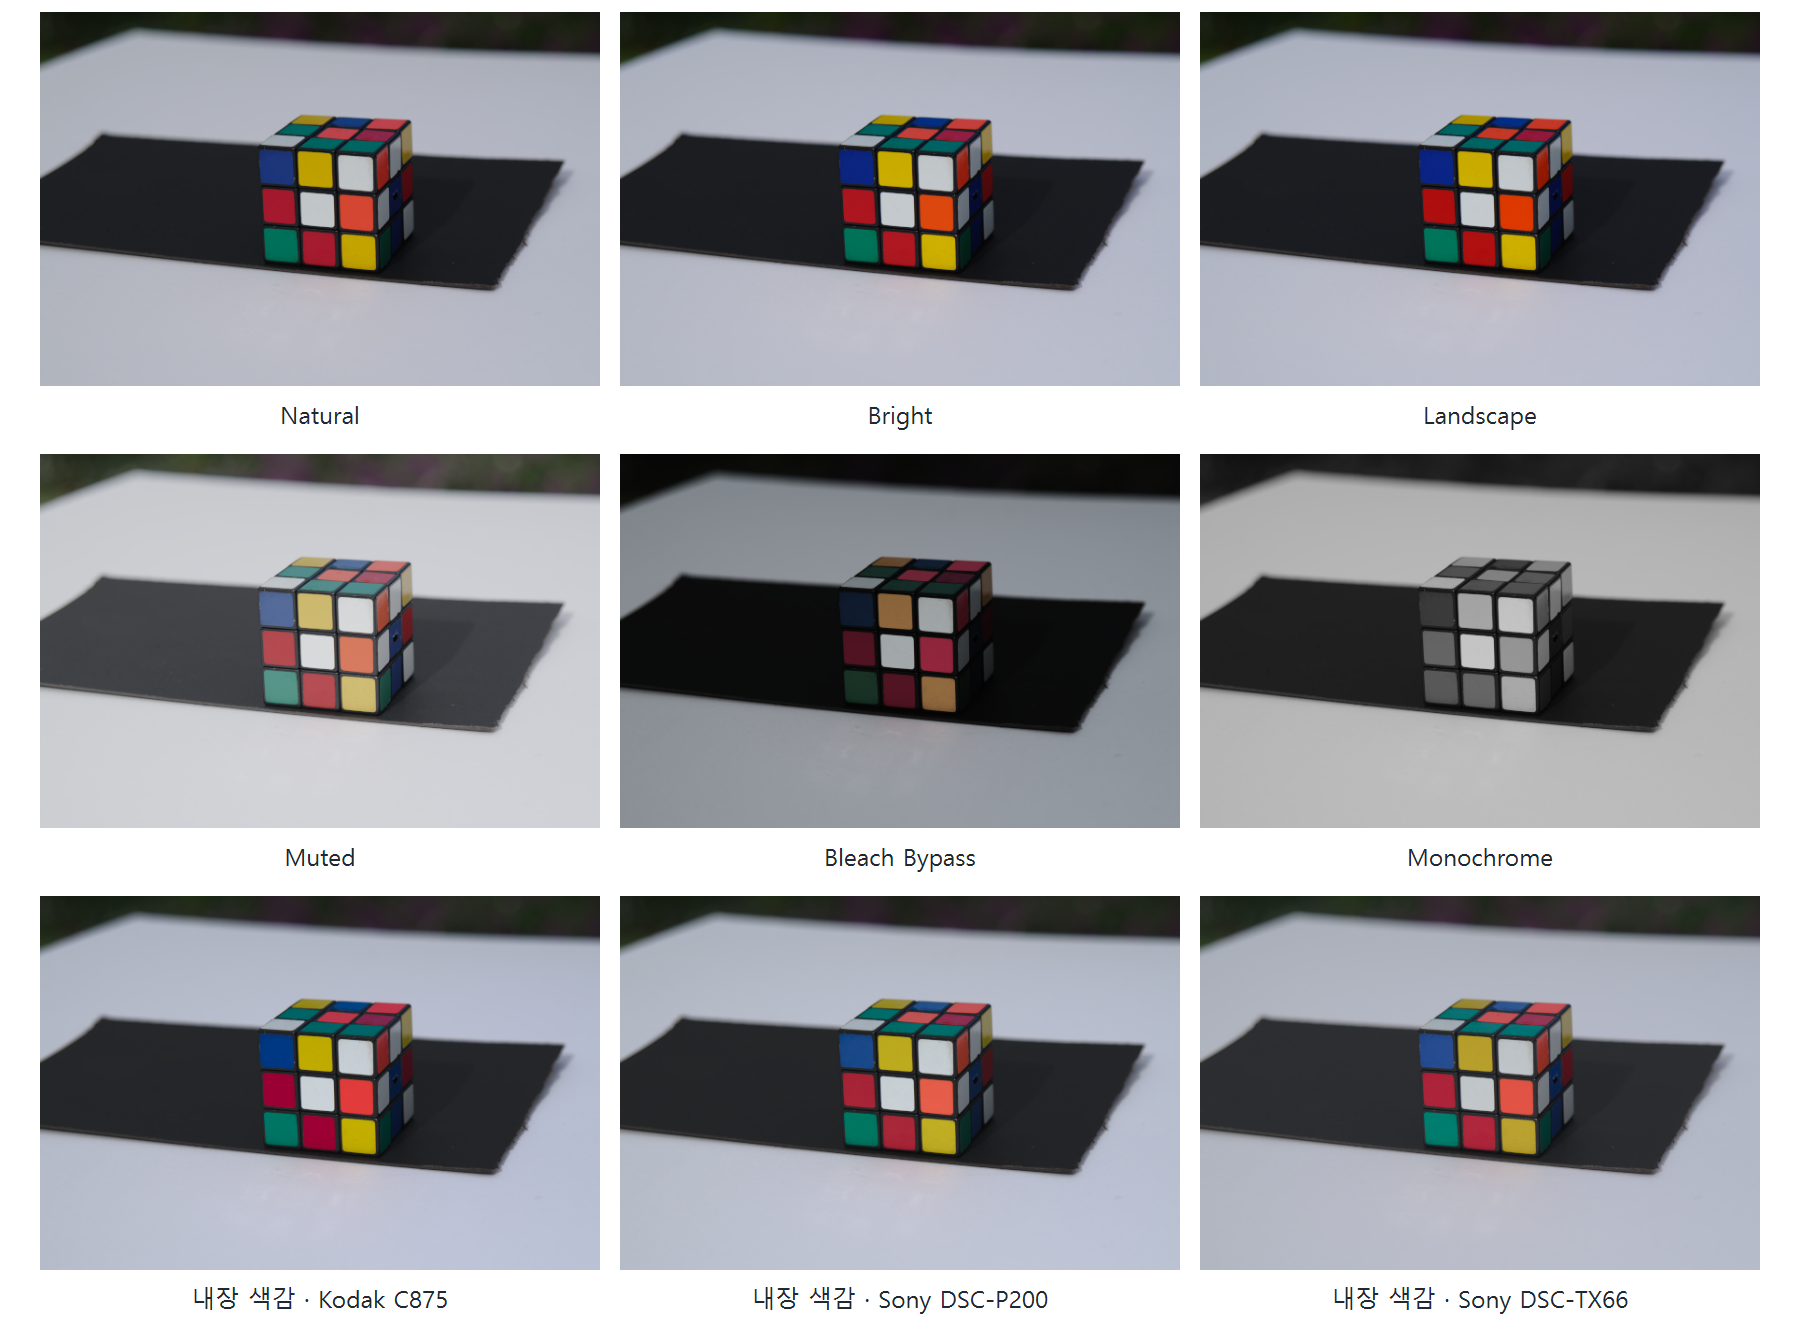 Natural
Bright
Landscape
Muted
Bleach Bypass
Monochrome
내장 색감 · Kodak C875
내장 색감 · Sony DSC-P200
내장 색감 · Sony DSC-TX66